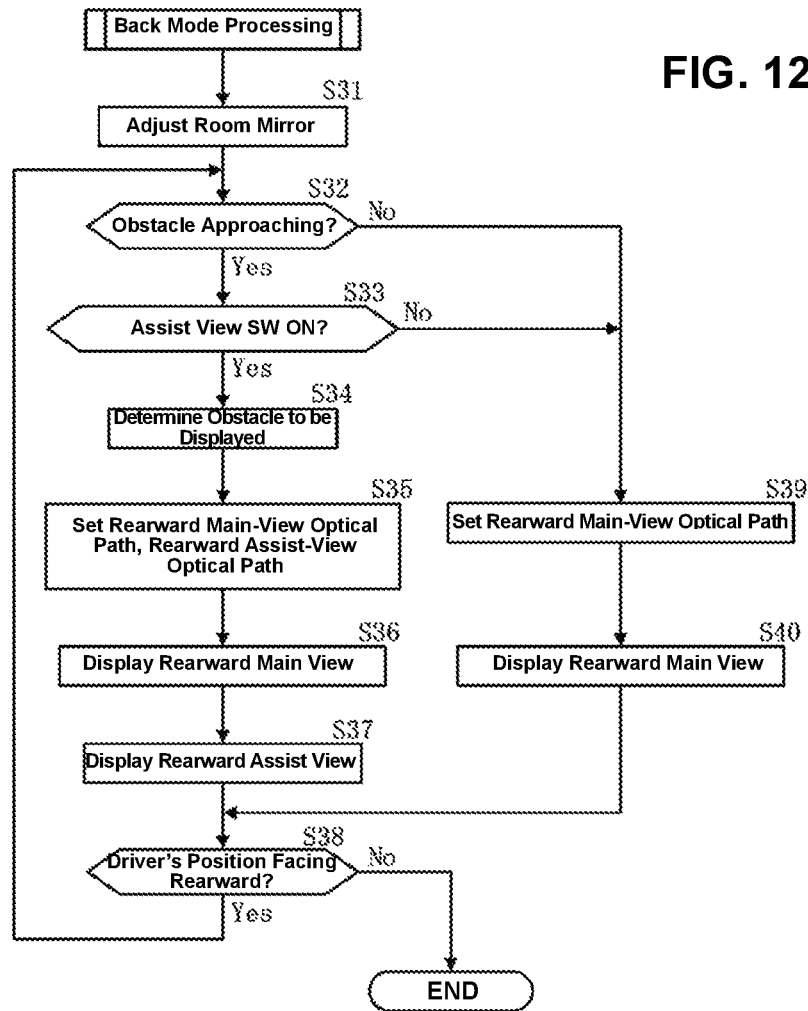 Back Mode Processing
FIG. 12
S31
Adjust Room Mirror
S32
Obstacle Approaching?
No
Yes
S33
Assist View SW ON?
No
Yes
S34
Determine Obstacle to be
Displayed
S35
Set Rearward Main-View Optical
Path, Rearward Assist-View
Optical Path
S39
Set Rearward Main-View Optical Path
S36
Display Rearward Main View
S40
Display Rearward Main View
S37
Display Rearward Assist View
S38
Driver's Position Facing
Rearward?
No
Yes
END